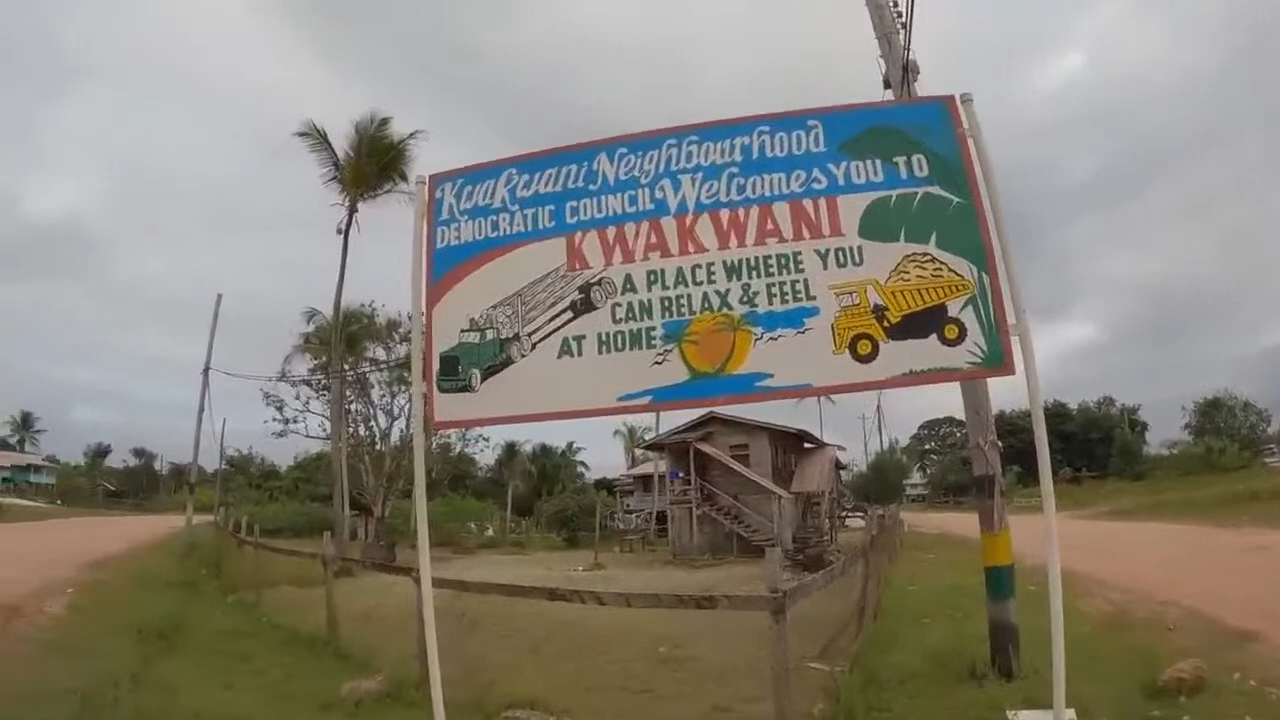 Kwakwani Neighbourhood
DEMOCRATIC COUNCIL Welcomes YOU TO
KWAKWANI
A PLACE WHERE YOU
CAN RELAX & FEEL
AT HOME